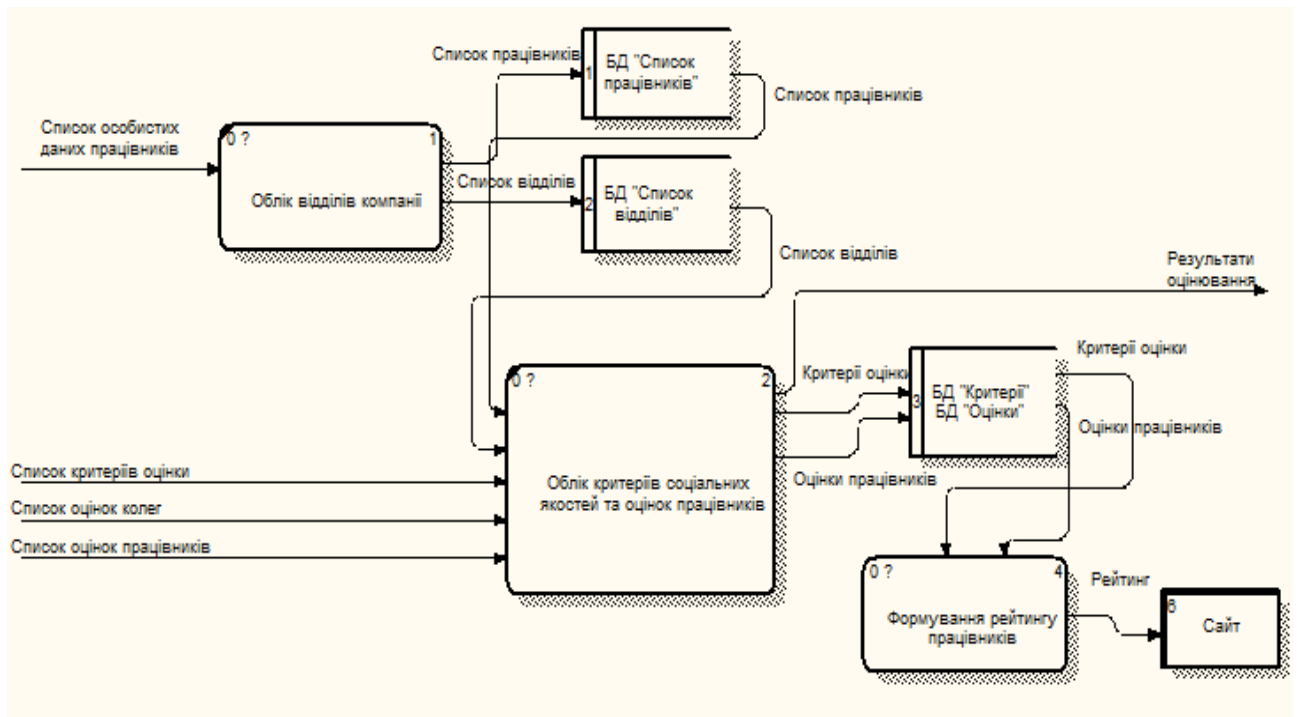 Список працівників
1
БД "Список
працівників"
Список працівників
Список особистих
даних працівників
0 ?
1
Облік відділів компанії
Список відділів
2
БД "Список
відділів"
Список відділів
Результати
оцінювання
0 ?
2
Облік критеріїв соціальних
якостей та оцінок працівників
Критерії оцінки
3
БД "Критерії"
БД "Оцінки"
Критерії оцінки
Оцінки працівників
Оцінки працівників
Список критеріїв оцінки
Список оцінок колег
Список оцінок працівників
0 ?
4
Формування рейтингу
працівників
Рейтинг
6
Сайт